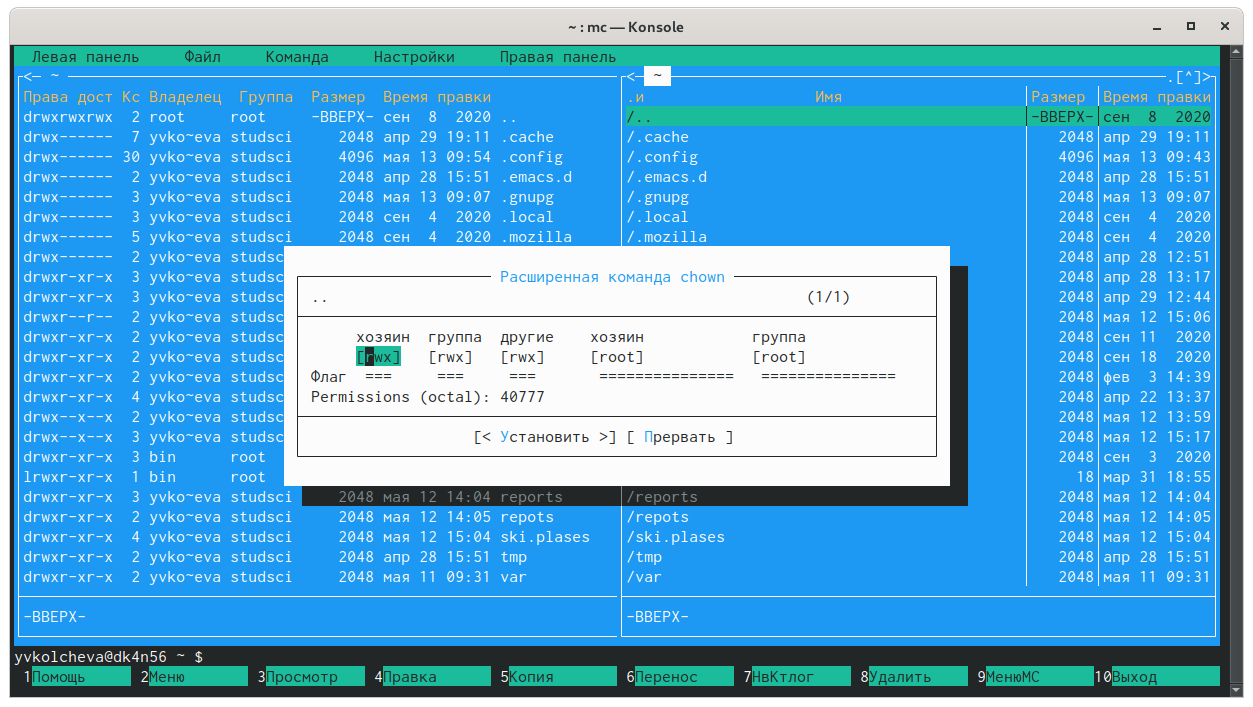 ~ : mc — Konsole
Левая панель Файл Команда Настройки Правая панель
<— ~ <— ~ .[^]>
Права дост Кс Владелец Группа Размер Время правки .и Имя Размер Время правки
drwxrwxrwx 2 root root -ВВЕРХ- сен 8 2020 .. /.. -ВВЕРХ- сен 8 2020
drwx------ 7 yvko~eva studsci 2048 апр 29 19:11 .cache /.cache 2048 апр 29 19:11
drwx------ 30 yvko~eva studsci 4096 мая 13 09:54 .config /.config 4096 мая 13 09:43
drwx------ 2 yvko~eva studsci 2048 апр 28 15:51 .emacs.d /.emacs.d 2048 апр 28 15:51
drwx------ 3 yvko~eva studsci 2048 мая 13 09:07 .gnupg /.gnupg 2048 мая 13 09:07
drwx------ 3 yvko~eva studsci 2048 сен 4 2020 .local /.local 2048 сен 4 2020
drwx------ 5 yvko~eva studsci 2048 сен 4 2020 .mozilla /.mozilla 2048 сен 4 2020
drwx------ 2 yvko~eva studsc 2048 апр 28 12:51
drwxr-xr-x 3 yvko~eva studsc Расширенная команда chown 2048 апр 28 13:17
drwxr-xr-x 3 yvko~eva studsc .. (1/1) 2048 апр 29 12:44
drwxr--r-- 2 yvko~eva studsc 2048 мая 12 15:06
drwxr-xr-x 3 yvko~eva studsc хозяин группа другие хозяин группа 2048 сен 11 2020
drwxr-xr-x 2 yvko~eva studsc [rwx] [rwx] [rwx] [root] [root] 2048 сен 18 2020
drwxr-xr-x 2 yvko~eva studsc Флаг === === === =============== =============== 2048 фев 3 14:39
drwxr-xr-x 4 yvko~eva studsc Permissions (octal): 40777 2048 апр 22 13:37
drwx--x--x 2 yvko~eva studsc 2048 мая 12 13:59
drwx--x--x 3 yvko~eva studsc [< Установить >] [ Прервать ] 2048 мая 12 15:17
drwxr-xr-x 3 bin root 2048 сен 3 2020
lrwxr-xr-x 1 bin root 18 мар 31 18:55
drwxr-xr-x 3 yvko~eva studsci 2048 мая 12 14:04 reports /reports 2048 мая 12 14:04
drwxr-xr-x 2 yvko~eva studsci 2048 мая 12 14:05 repots /repots 2048 мая 12 14:05
drwxr-xr-x 4 yvko~eva studsci 2048 мая 12 15:04 ski.plases /ski.plases 2048 мая 12 15:04
drwxr-xr-x 2 yvko~eva studsci 2048 апр 28 15:51 tmp /tmp 2048 апр 28 15:51
drwxr-xr-x 2 yvko~eva studsci 2048 мая 11 09:31 var /var 2048 мая 11 09:31
-ВВЕРХ- -ВВЕРХ-
yvkolcheva@dk4n56 ~ $
1Помощь 2Меню 3Просмотр 4Правка 5Копия 6Перенос 7НвКтлог 8Удалить 9МенюМС 10Выход